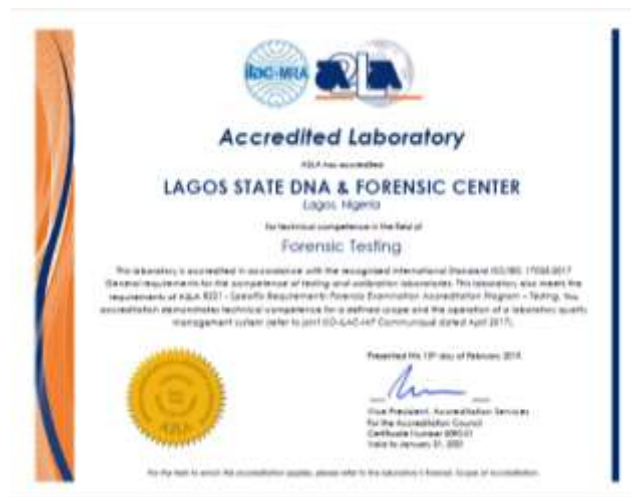 ilac-MRA
A2LA
Accredited Laboratory
A2LA has accredited
LAGOS STATE DNA & FORENSIC CENTER
Lagos, Nigeria
for technical competence in the field of
Forensic Testing
This laboratory is accredited in accordance with the recognized International Standard ISO/IEC 17025:2017
General requirements for the competence of testing and calibration laboratories. This laboratory also meets the
requirements of A2LA R221 - Specific Requirements: Forensic Examination Accreditation Program - Testing. This
accreditation demonstrates technical competence for a defined scope and the operation of a laboratory quality
management system (refer to joint ISO-ILAC-IAF Communiqué dated April 2017).
Presented this 15th day of February 2019.
Vice President, Accreditation Services
For the Accreditation Council
Certificate Number
Valid to January 31, 2021
A2LA
For the tests to which this accreditation applies, please refer to the laboratory's Forensic Scope of Accreditation.